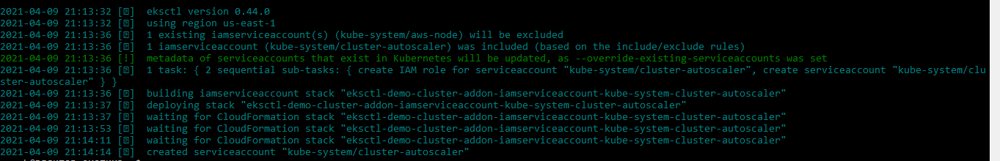 2021-04-09 21:13:32 [ℹ]  eksctl version 0.44.0
2021-04-09 21:13:32 [ℹ]  using region us-east-1
2021-04-09 21:13:36 [ℹ]  1 existing iamserviceaccount(s) (kube-system/aws-node) will be excluded
2021-04-09 21:13:36 [ℹ]  1 iamserviceaccount (kube-system/cluster-autoscaler) was included (based on the include/exclude rules)
2021-04-09 21:13:36 [!]  metadata of serviceaccounts that exist in Kubernetes will be updated, as --override-existing-serviceaccounts was set
2021-04-09 21:13:36 [ℹ]  1 task: { 2 sequential sub-tasks: { create IAM role for serviceaccount "kube-system/cluster-autoscaler", create serviceaccount "kube-system/clu
ster-autoscaler" } }
2021-04-09 21:13:36 [ℹ]  building iamserviceaccount stack "eksctl-demo-cluster-addon-iamserviceaccount-kube-system-cluster-autoscaler"
2021-04-09 21:13:37 [ℹ]  deploying stack "eksctl-demo-cluster-addon-iamserviceaccount-kube-system-cluster-autoscaler"
2021-04-09 21:13:37 [ℹ]  waiting for CloudFormation stack "eksctl-demo-cluster-addon-iamserviceaccount-kube-system-cluster-autoscaler"
2021-04-09 21:13:53 [ℹ]  waiting for CloudFormation stack "eksctl-demo-cluster-addon-iamserviceaccount-kube-system-cluster-autoscaler"
2021-04-09 21:14:11 [ℹ]  waiting for CloudFormation stack "eksctl-demo-cluster-addon-iamserviceaccount-kube-system-cluster-autoscaler"
2021-04-09 21:14:14 [ℹ]  created serviceaccount "kube-system/cluster-autoscaler"